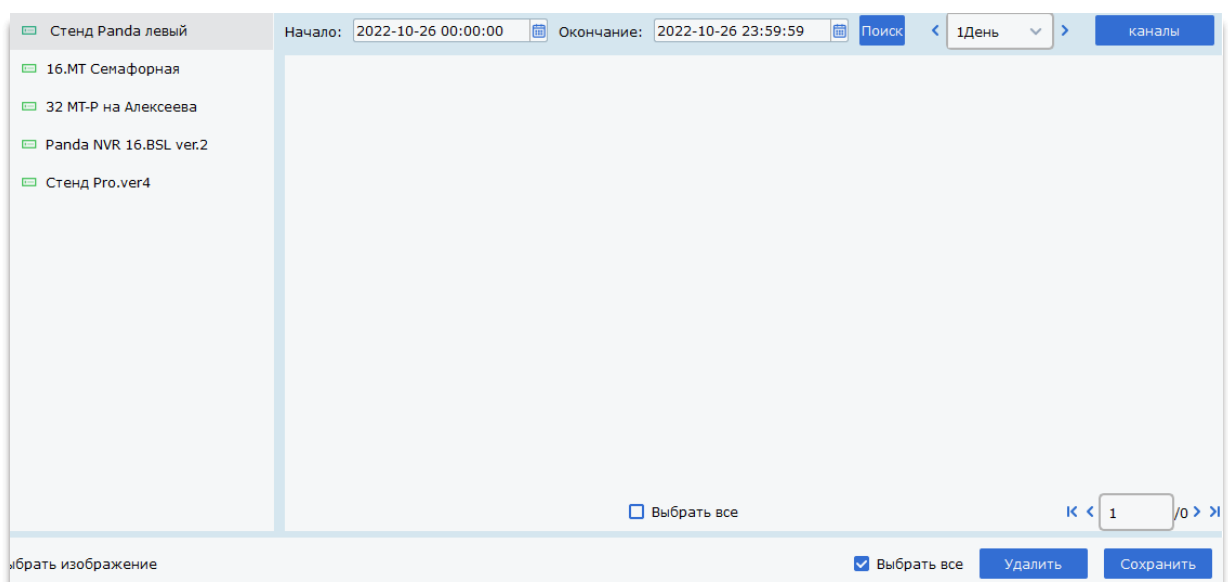 Стенд Panda левый
Начало: 2022-10-26 00:00:00 Окончание: 2022-10-26 23:59:59 Поиск < 1День > каналы
16.МТ Семафорная
32 МТ-Р на Алексеева
Panda NVR 16.BSL ver.2
Стенд Pro.ver4
Выбрать все
1 /0
ыбрать изображение
Выбрать все Удалить Сохранить